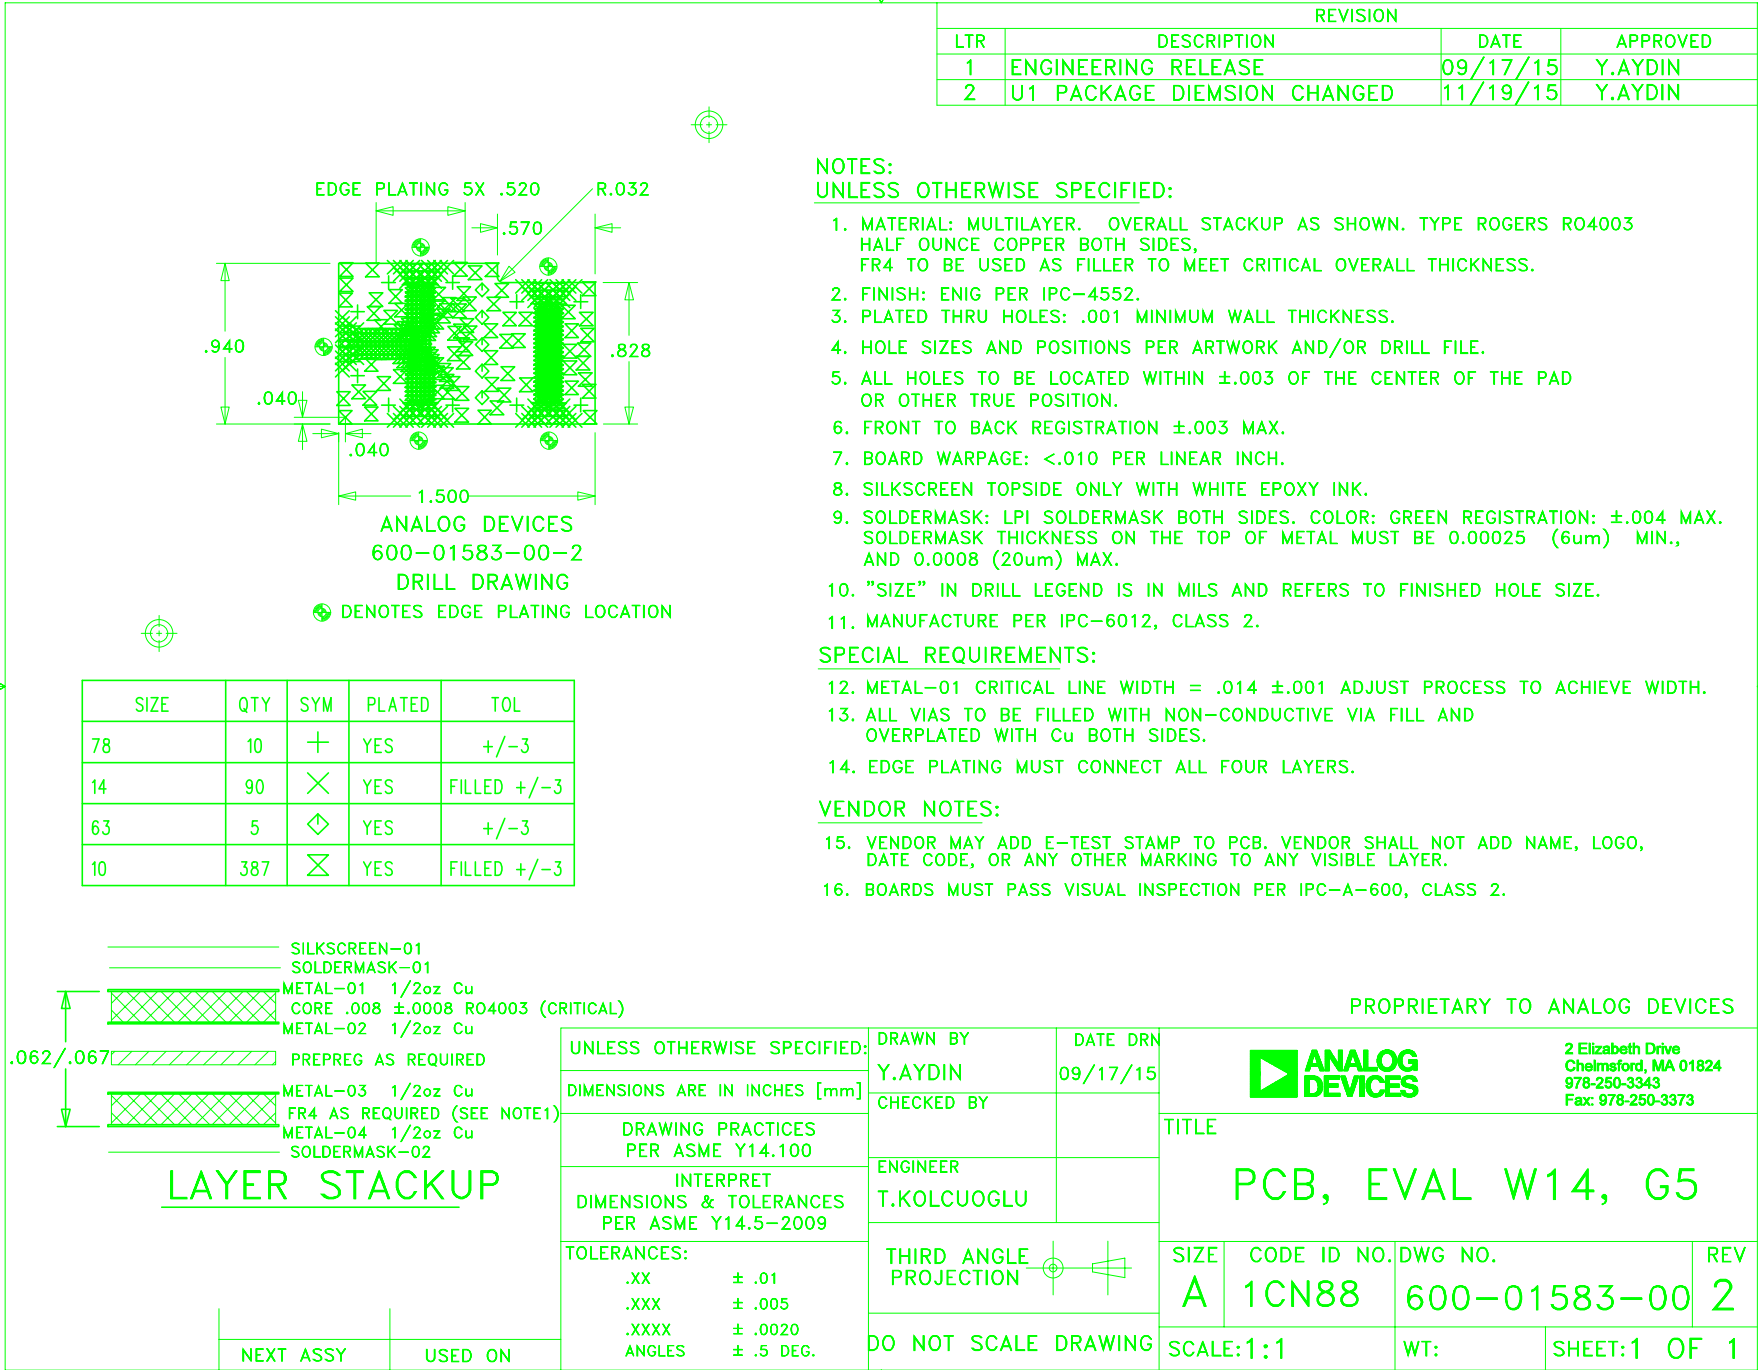 REVISION
LTR DESCRIPTION DATE APPROVED
1 ENGINEERING RELEASE 09/17/15 Y.AYDIN
2 U1 PACKAGE DIEMSION CHANGED 11/19/15 Y.AYDIN
EDGE PLATING 5X .520
R.032
.570
.940
.828
.040
.040
1.500
ANALOG DEVICES
600-01583-00-2
DRILL DRAWING
DENOTES EDGE PLATING LOCATION
NOTES:
UNLESS OTHERWISE SPECIFIED:
1. MATERIAL: MULTILAYER. OVERALL STACKUP AS SHOWN. TYPE ROGERS RO4003
HALF OUNCE COPPER BOTH SIDES,
FR4 TO BE USED AS FILLER TO MEET CRITICAL OVERALL THICKNESS.
2. FINISH: ENIG PER IPC-4552.
3. PLATED THRU HOLES: .001 MINIMUM WALL THICKNESS.
4. HOLE SIZES AND POSITIONS PER ARTWORK AND/OR DRILL FILE.
5. ALL HOLES TO BE LOCATED WITHIN ±.003 OF THE CENTER OF THE PAD
OR OTHER TRUE POSITION.
6. FRONT TO BACK REGISTRATION ±.003 MAX.
7. BOARD WARPAGE: <.010 PER LINEAR INCH.
8. SILKSCREEN TOPSIDE ONLY WITH WHITE EPOXY INK.
9. SOLDERMASK: LPI SOLDERMASK BOTH SIDES. COLOR: GREEN REGISTRATION: ±.004 MAX.
SOLDERMASK THICKNESS ON THE TOP OF METAL MUST BE 0.00025 (6um) MIN.,
AND 0.0008 (20um) MAX.
10. "SIZE" IN DRILL LEGEND IS IN MILS AND REFERS TO FINISHED HOLE SIZE.
11. MANUFACTURE PER IPC-6012, CLASS 2.
SPECIAL REQUIREMENTS:
12. METAL-01 CRITICAL LINE WIDTH = .014 ±.001 ADJUST PROCESS TO ACHIEVE WIDTH.
13. ALL VIAS TO BE FILLED WITH NON-CONDUCTIVE VIA FILL AND
OVERPLATED WITH Cu BOTH SIDES.
14. EDGE PLATING MUST CONNECT ALL FOUR LAYERS.
VENDOR NOTES:
15. VENDOR MAY ADD E-TEST STAMP TO PCB. VENDOR SHALL NOT ADD NAME, LOGO,
DATE CODE, OR ANY OTHER MARKING TO ANY VISIBLE LAYER.
16. BOARDS MUST PASS VISUAL INSPECTION PER IPC-A-600, CLASS 2.
SIZE QTY SYM PLATED TOL
78 10 YES +/-3
14 90 YES FILLED +/-3
63 5 YES +/-3
10 387 YES FILLED +/-3
SILKSCREEN-01
SOLDERMASK-01
METAL-01 1/2oz Cu
CORE .008 ±.0008 RO4003 (CRITICAL)
METAL-02 1/2oz Cu
.062/.067
PREPREG AS REQUIRED
METAL-03 1/2oz Cu
FR4 AS REQUIRED (SEE NOTE1)
METAL-04 1/2oz Cu
SOLDERMASK-02
LAYER STACKUP
NEXT ASSY USED ON
UNLESS OTHERWISE SPECIFIED:
DIMENSIONS ARE IN INCHES [mm]
DRAWING PRACTICES
PER ASME Y14.100
INTERPRET
DIMENSIONS & TOLERANCES
PER ASME Y14.5-2009
TOLERANCES:
.XX ± .01
.XXX ± .005
.XXXX ± .0020
ANGLES ± .5 DEG.
DRAWN BY DATE DRN
Y.AYDIN 09/17/15
CHECKED BY
ENGINEER
T.KOLCUOGLU
THIRD ANGLE
PROJECTION
DO NOT SCALE DRAWING
PROPRIETARY TO ANALOG DEVICES
ANALOG
DEVICES
2 Elizabeth Drive
Chelmsford, MA 01824
978-250-3343
Fax: 978-250-3373
TITLE
PCB, EVAL W14, G5
SIZE CODE ID NO. DWG NO. REV
A 1CN88 600-01583-00 2
SCALE:1:1 WT: SHEET:1 OF 1